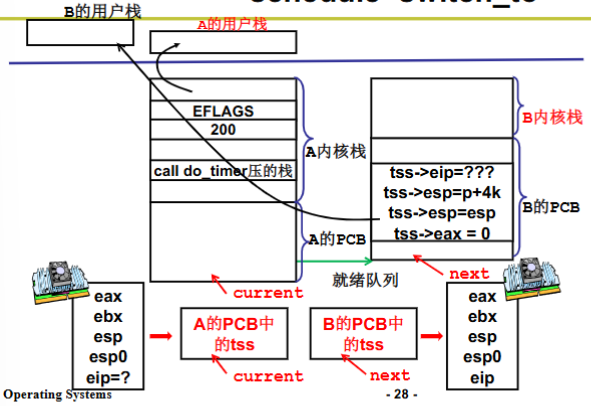 schedule switch_to
B的用户栈
A的用户栈
EFLAGS
200
call do_timer压的栈
A内核栈
A的PCB
B内核栈
tss->eip=???
tss->esp=p+4k
tss->esp=esp
tss->eax = 0
B的PCB
就绪队列
current
next
eax
ebx
esp
esp0
eip=?
A的PCB中
的tss
B的PCB中
的tss
eax
ebx
esp
esp0
eip
current
next
Operating Systems
- 28 -